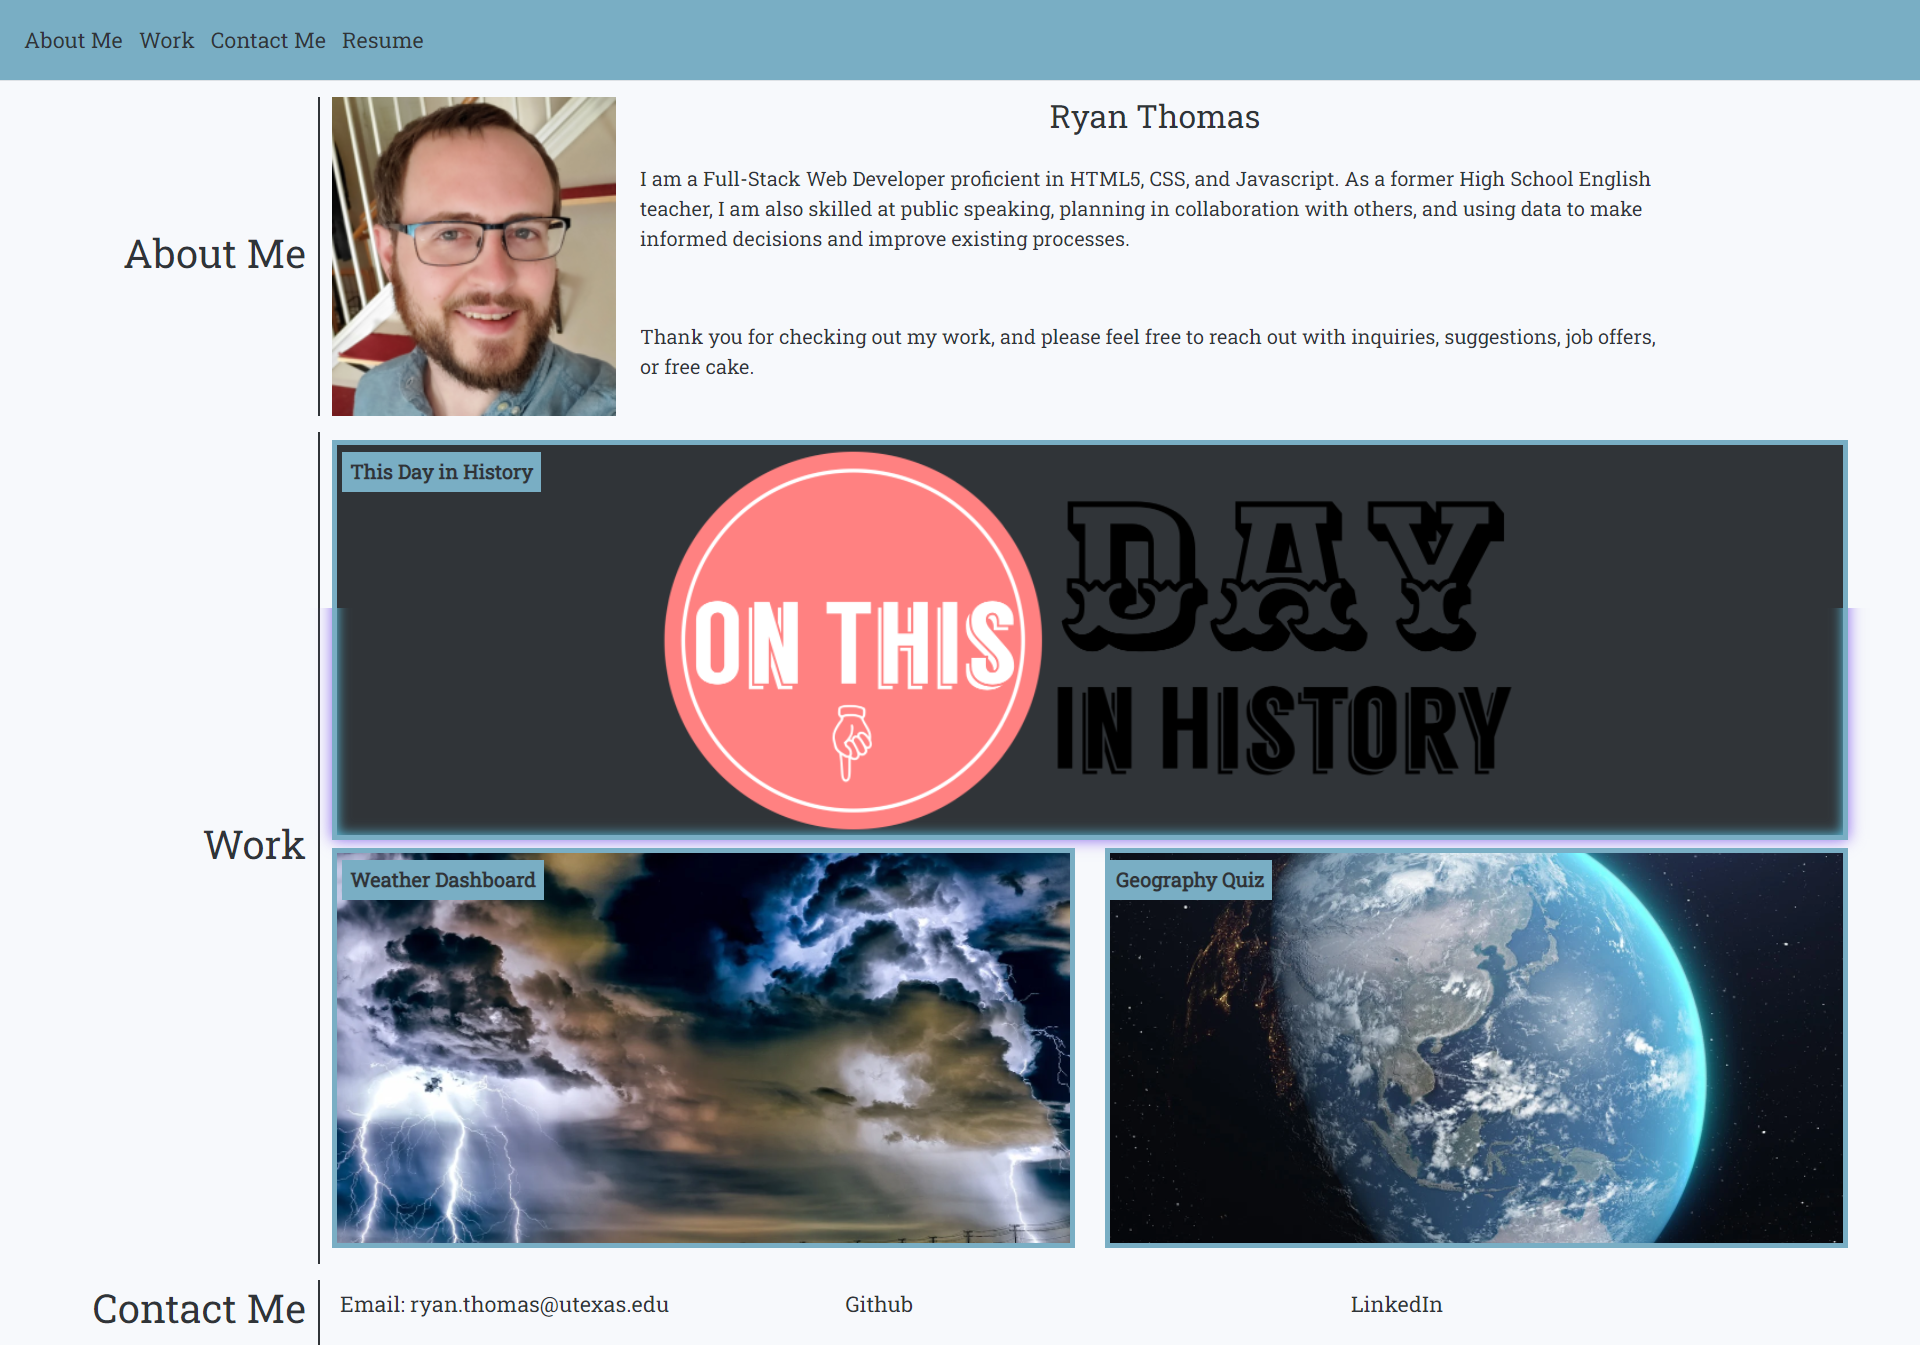 About Me Work Contact Me Resume
Ryan Thomas
I am a Full-Stack Web Developer proficient in HTML5, CSS, and Javascript. As a former High School English
teacher, I am also skilled at public speaking, planning in collaboration with others, and using data to make
informed decisions and improve existing processes.
About Me
Thank you for checking out my work, and please feel free to reach out with inquiries, suggestions, job offers,
or free cake.
This Day in History
ON THIS
DAY
IN HISTORY
Work
Weather Dashboard
Geography Quiz
Contact Me
Email: ryan.thomas@utexas.edu
Github
LinkedIn